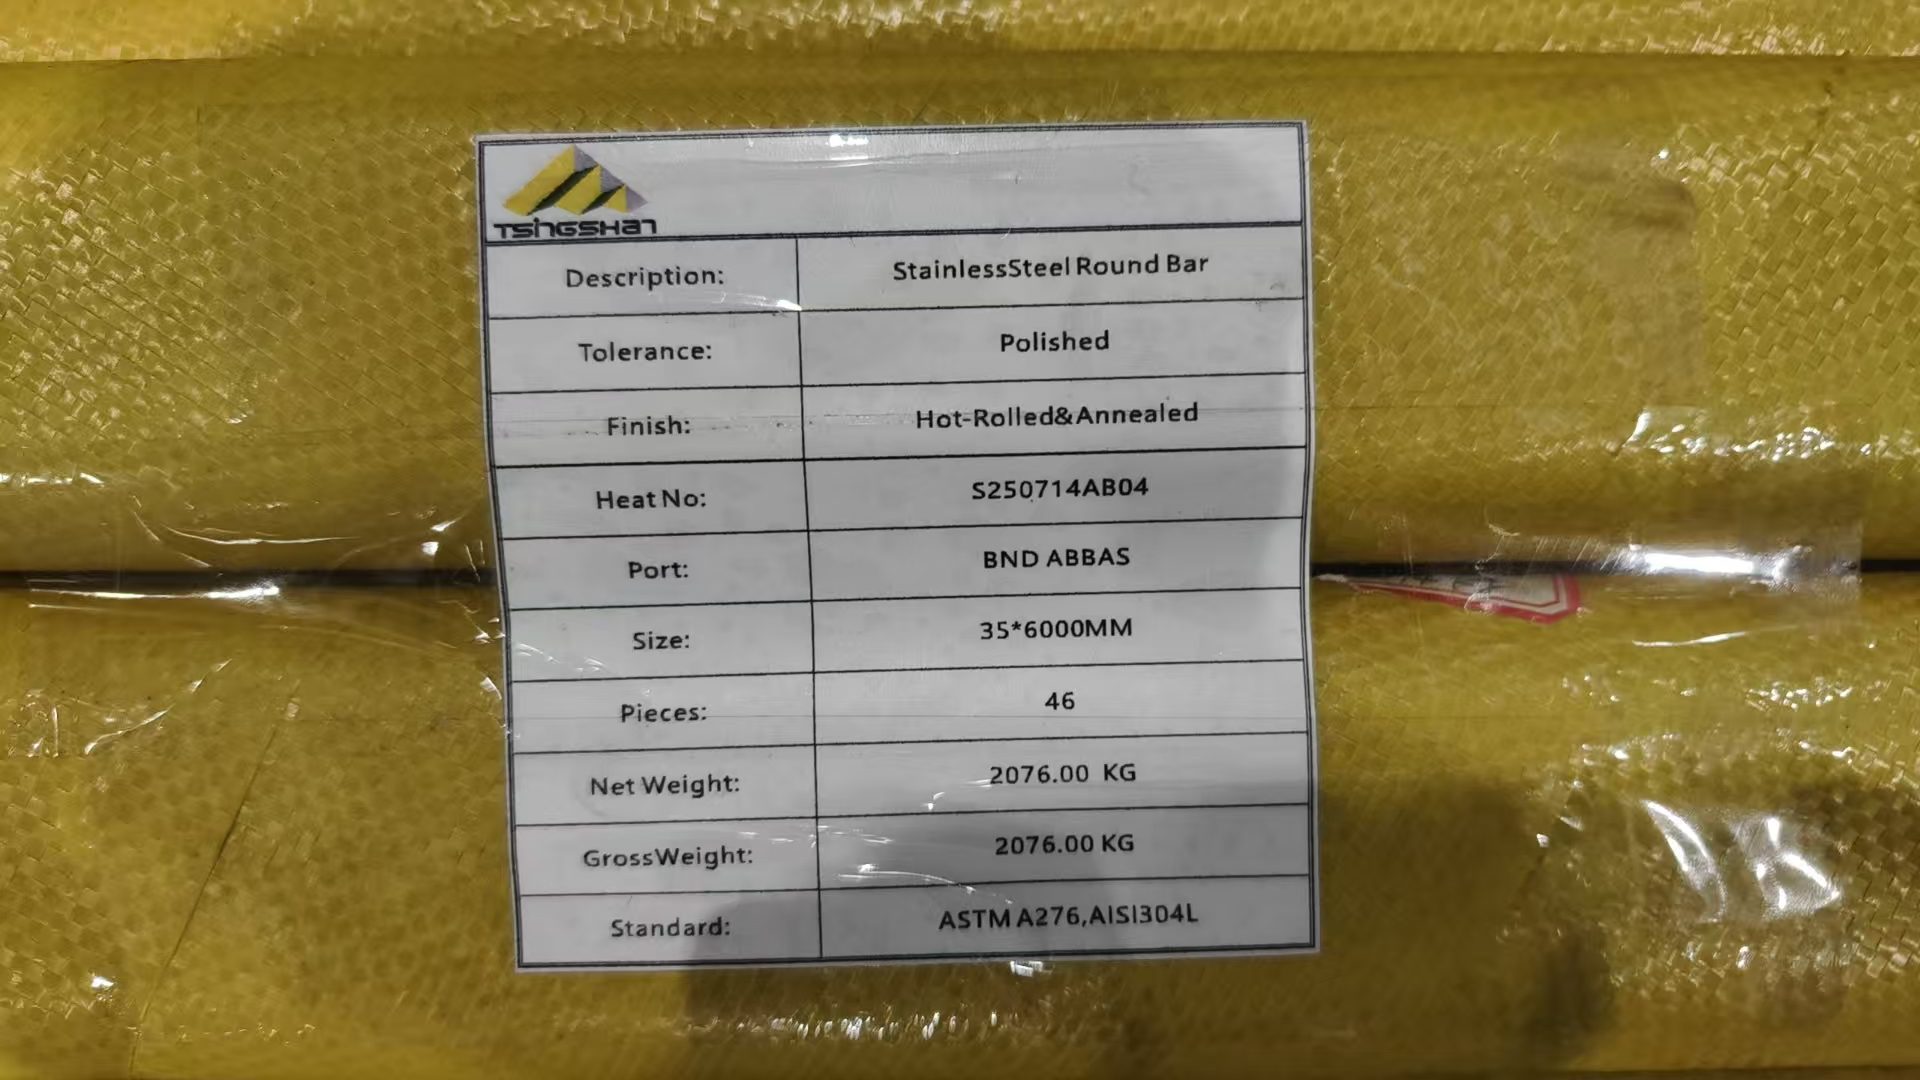 TSINGSHAN
Description: StainlessSteel Round Bar
Tolerance: Polished
Finish: Hot-Rolled&Annealed
Heat No: S250714AB04
Port: BND ABBAS
Size: 35*6000MM
Pieces: 46
Net Weight: 2076.00 KG
GrossWeight: 2076.00 KG
Standard: ASTM A276,AISI304L